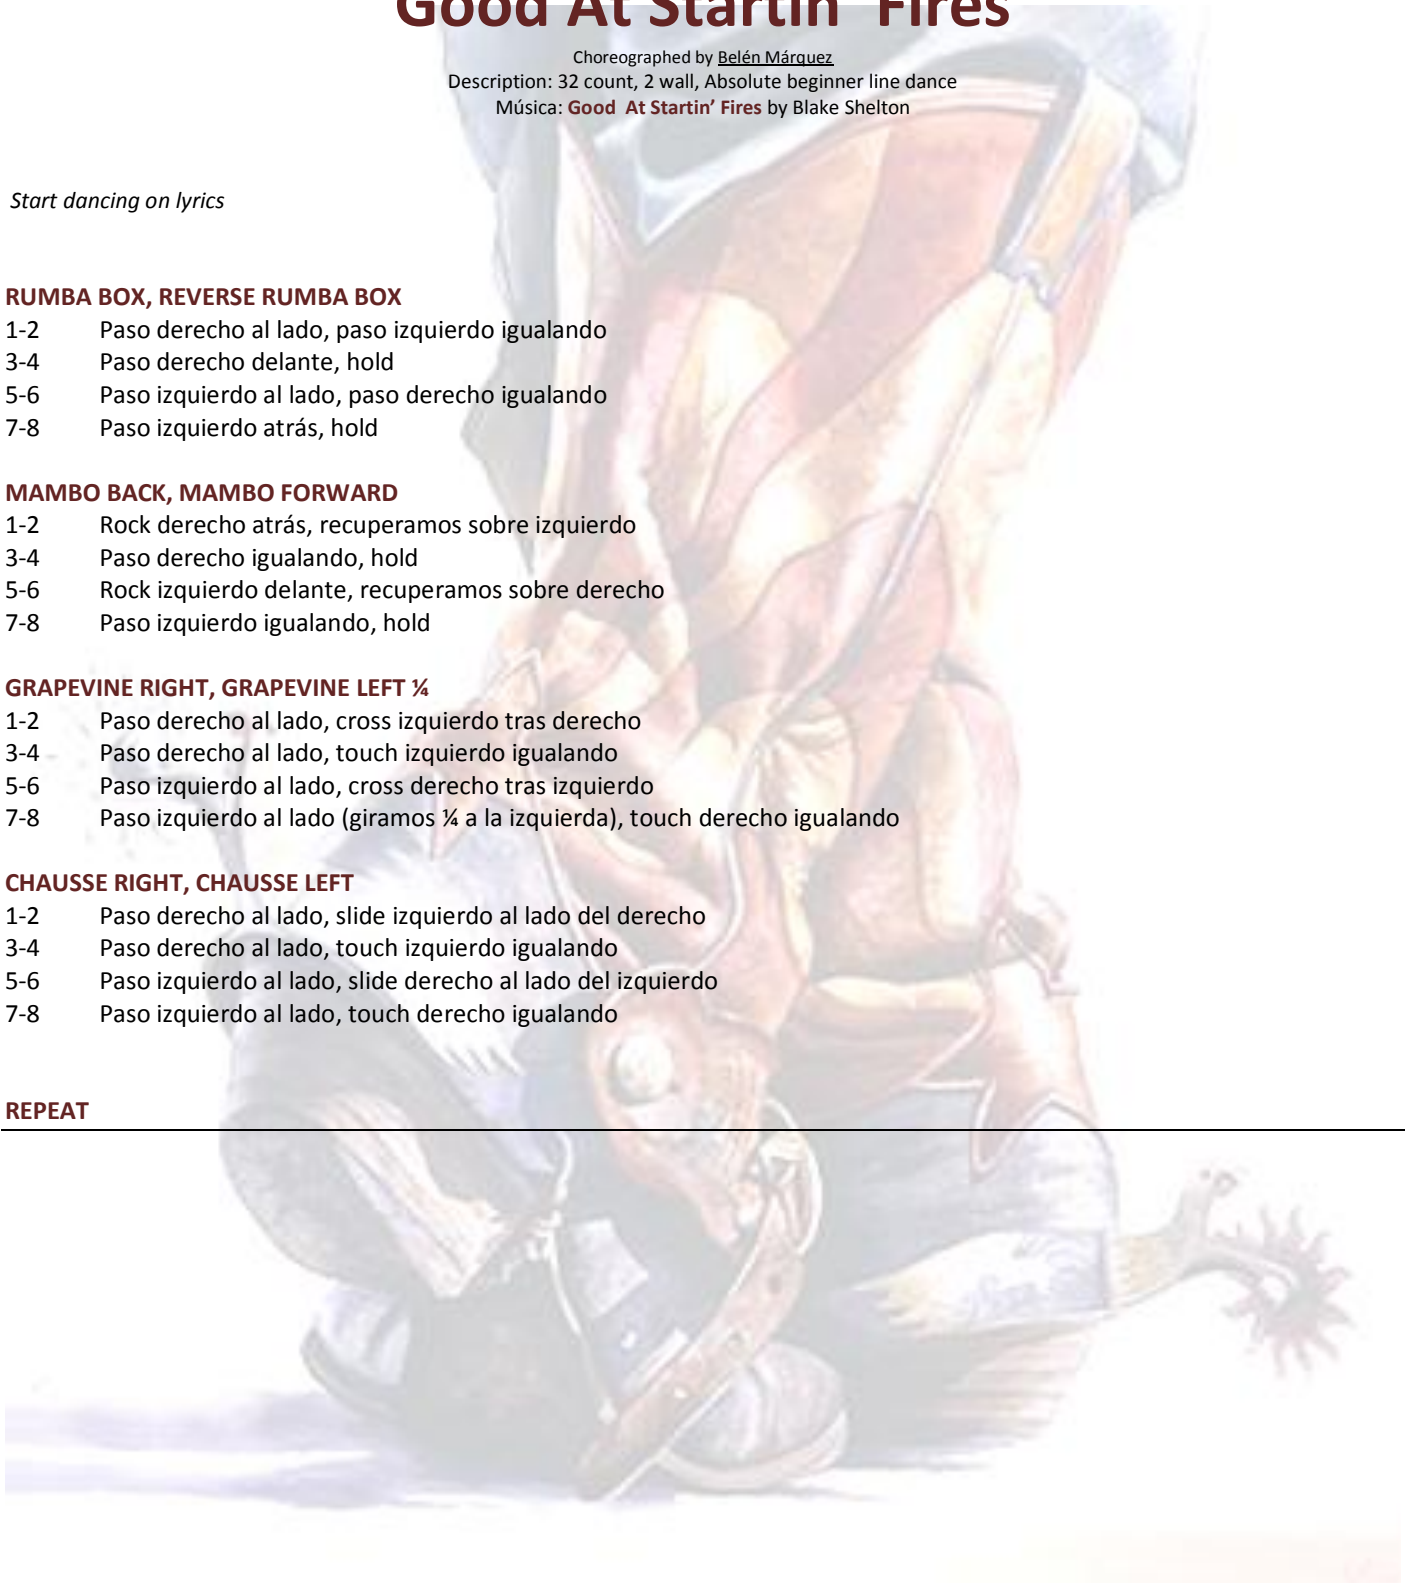 Good At Startin' Fires
Choreographed by Belén Márquez
Description: 32 count, 2 wall, Absolute beginner line dance
Música: Good At Startin’ Fires by Blake Shelton
Start dancing on lyrics
RUMBA BOX, REVERSE RUMBA BOX
1-2 Paso derecho al lado, paso izquierdo igualando
3-4 Paso derecho delante, hold
5-6 Paso izquierdo al lado, paso derecho igualando
7-8 Paso izquierdo atrás, hold
MAMBO BACK, MAMBO FORWARD
1-2 Rock derecho atrás, recuperamos sobre izquierdo
3-4 Paso derecho igualando, hold
5-6 Rock izquierdo delante, recuperamos sobre derecho
7-8 Paso izquierdo igualando, hold
GRAPEVINE RIGHT, GRAPEVINE LEFT ¼
1-2 Paso derecho al lado, cross izquierdo tras derecho
3-4 Paso derecho al lado, touch izquierdo igualando
5-6 Paso izquierdo al lado, cross derecho tras izquierdo
7-8 Paso izquierdo al lado (giramos ¼ a la izquierda), touch derecho igualando
CHAUSSE RIGHT, CHAUSSE LEFT
1-2 Paso derecho al lado, slide izquierdo al lado del derecho
3-4 Paso derecho al lado, touch izquierdo igualando
5-6 Paso izquierdo al lado, slide derecho al lado del izquierdo
7-8 Paso izquierdo al lado, touch derecho igualando
REPEAT